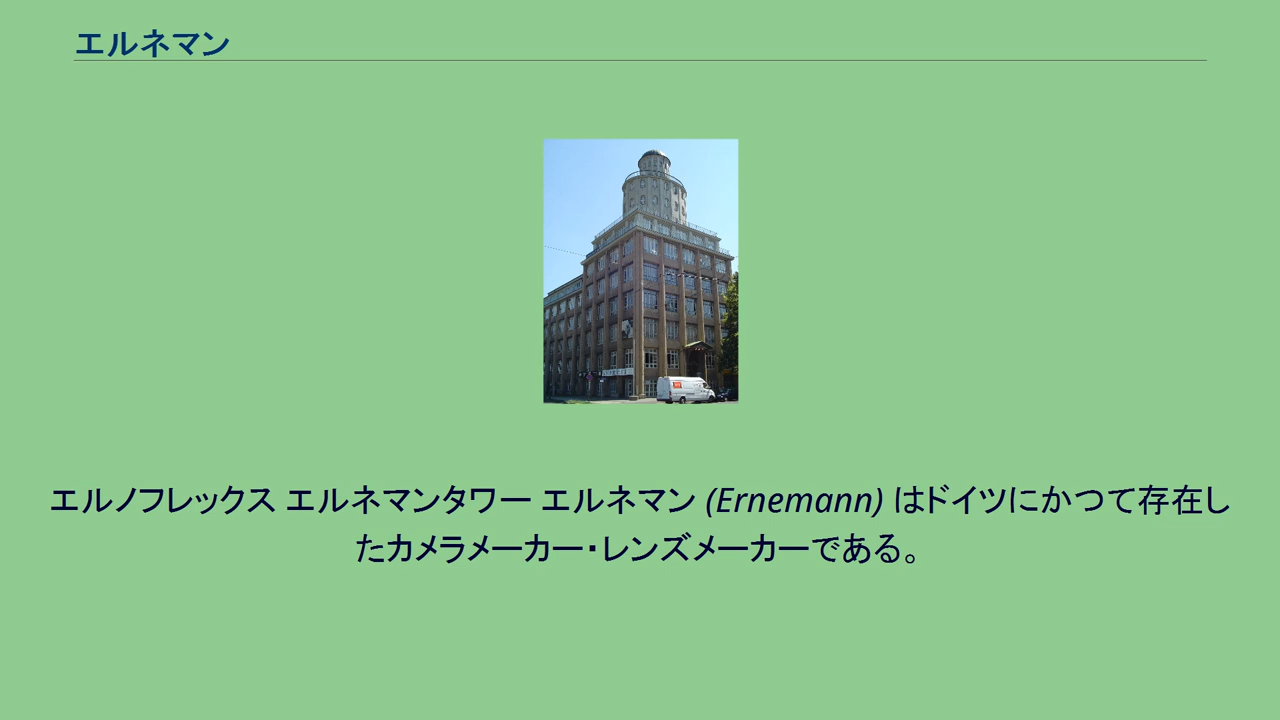 エルネマン
エルノフレックス エルネマンタワー エルネマン (Ernemann) はドイツにかつて存在し
たカメラメーカー・レンズメーカーである。